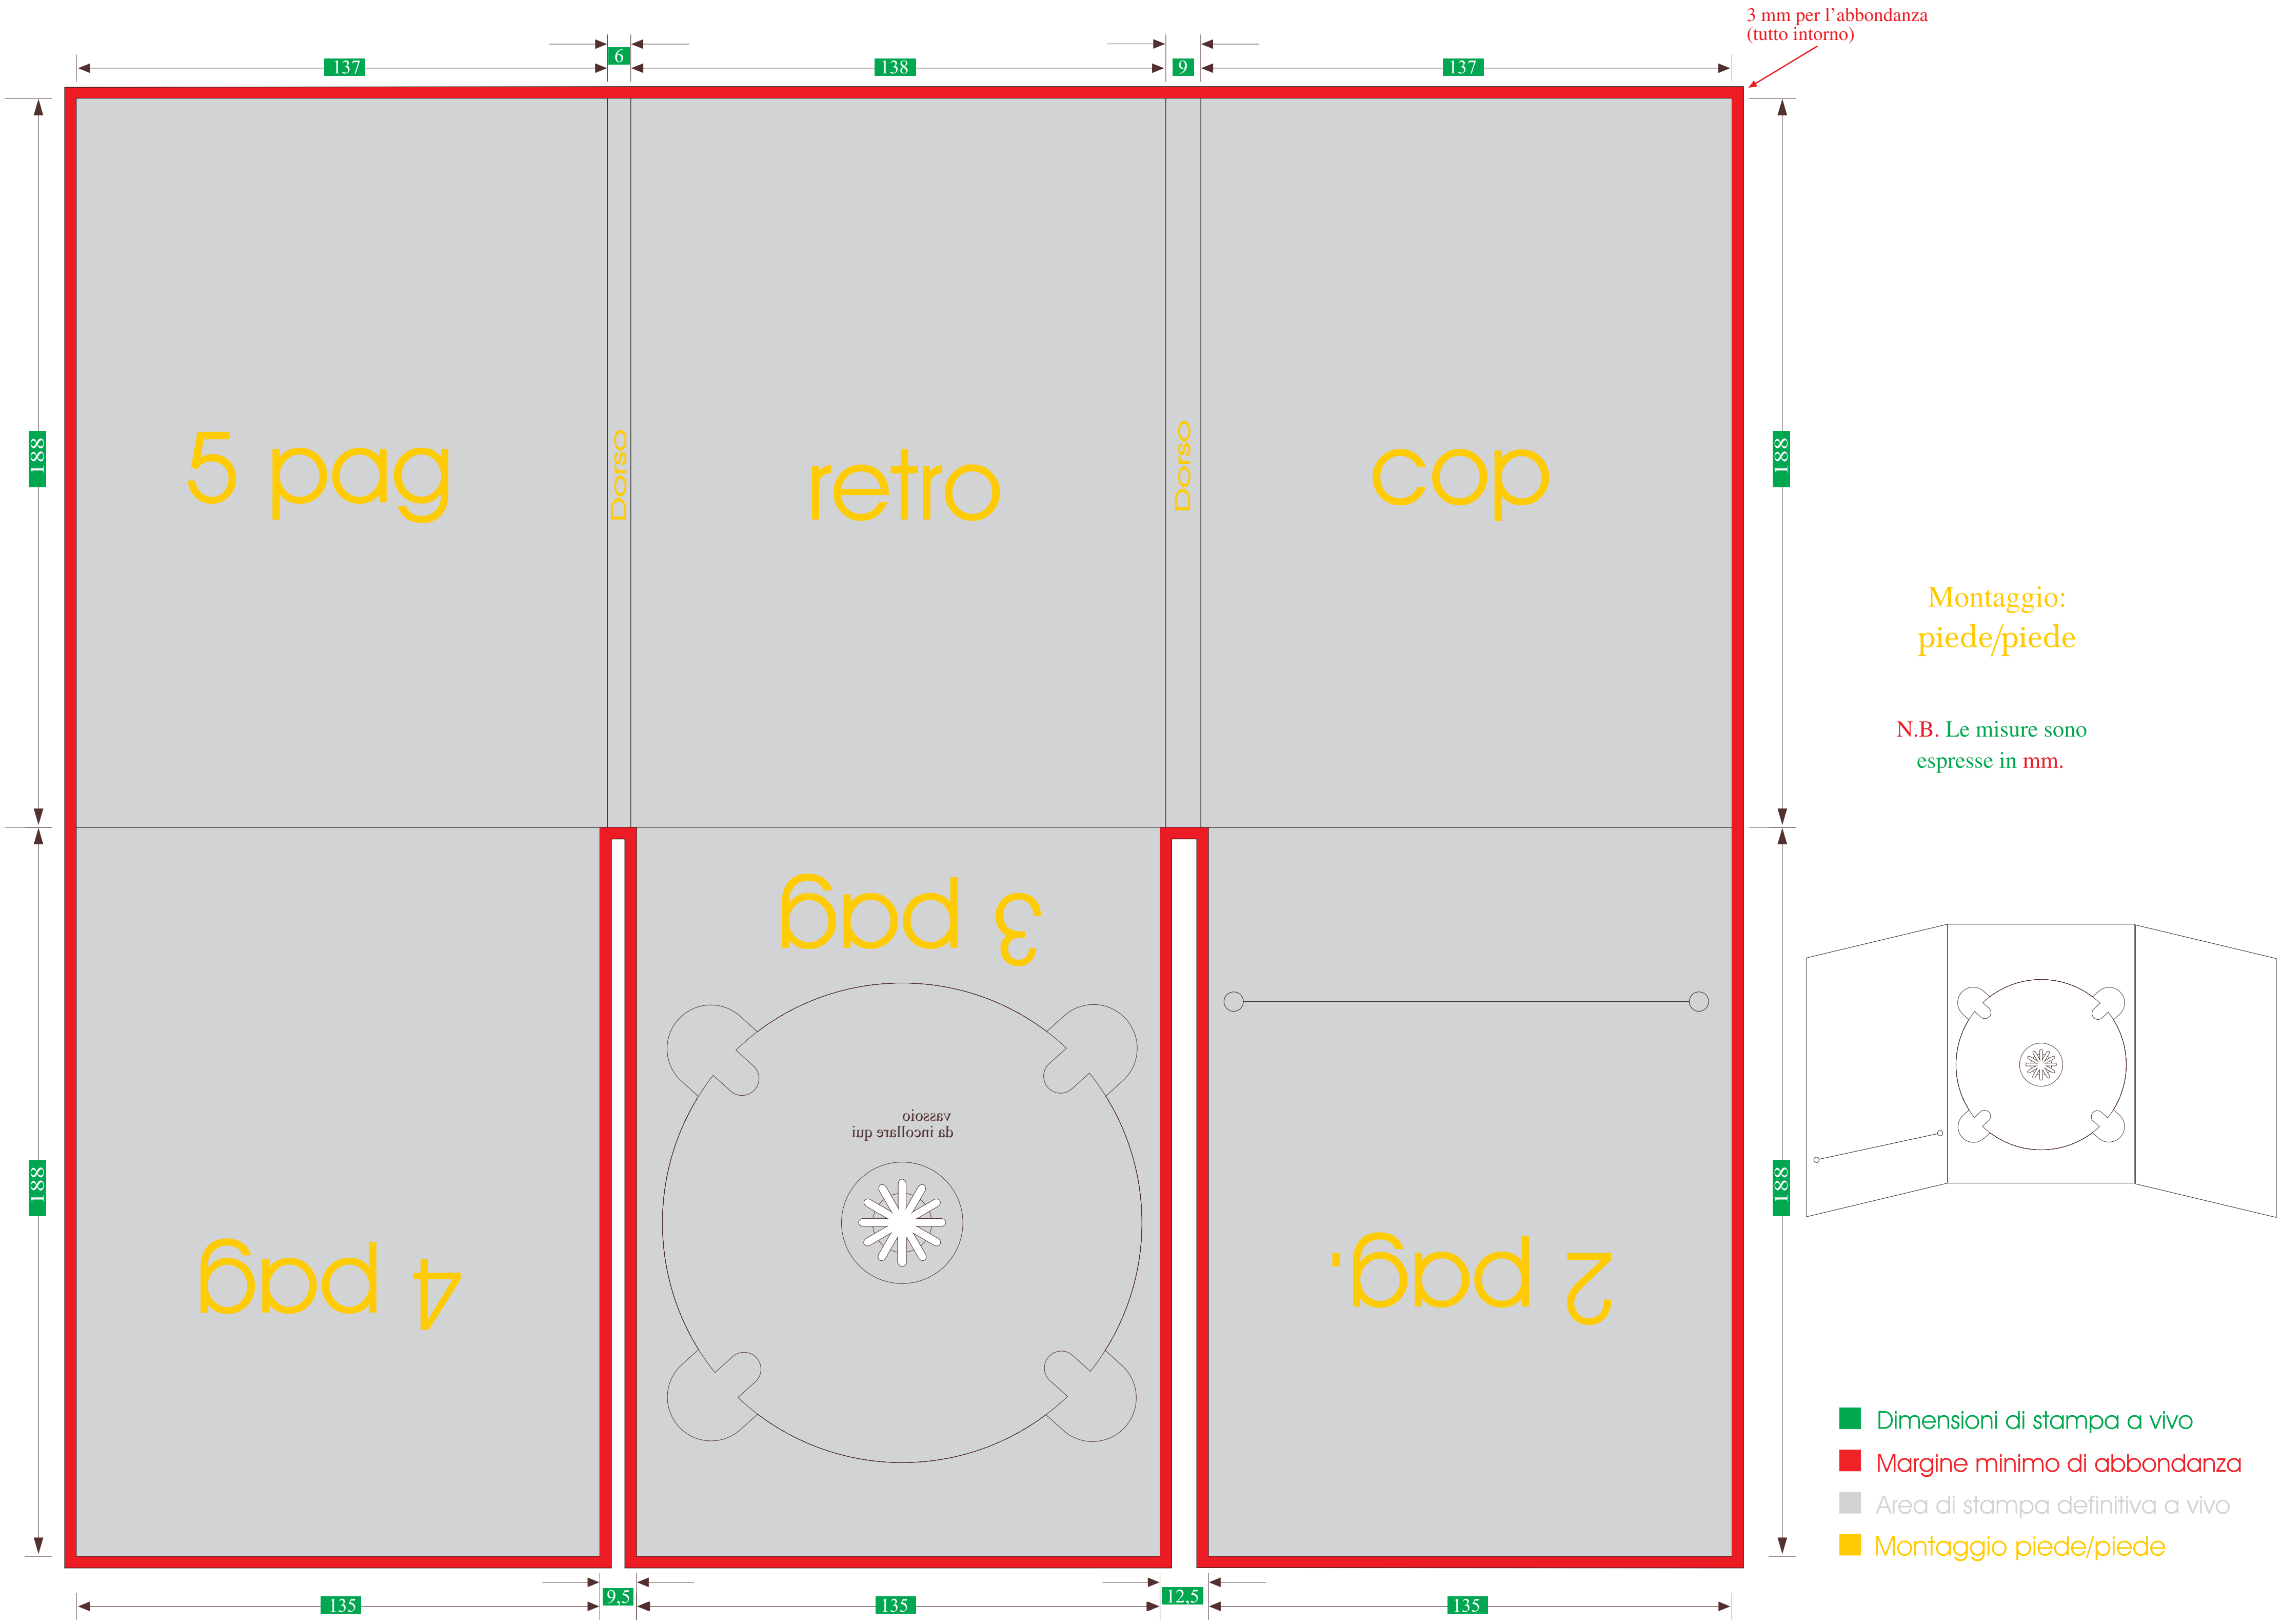 3 mm per l'abbondanza
(tutto intorno)
137
6
138
9
137
188
188
5 pag
Dorso
retro
Dorso
cop
Montaggio:
piede/piede
N.B. Le misure sono
espresse in mm.
3 pag
vassoio
da incollare qui
188
188
4 pag
2 pag.
Dimensioni di stampa a vivo
Margine minimo di abbondanza
Area di stampa definitiva a vivo
Montaggio piede/piede
135
9,5
135
12,5
135